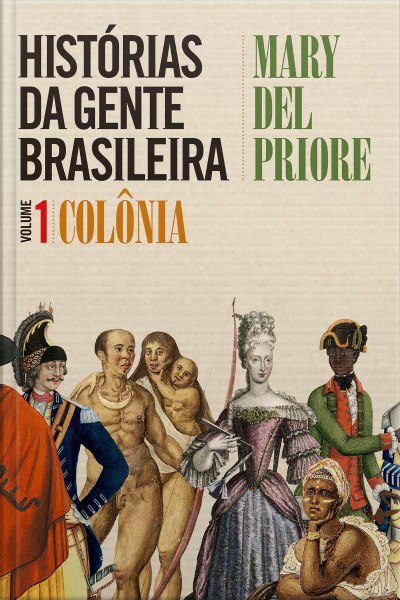 HISTÓRIAS
DA GENTE
BRASILEIRA
VOLUME 1 COLÔNIA
MARY
DEL
PRIORE